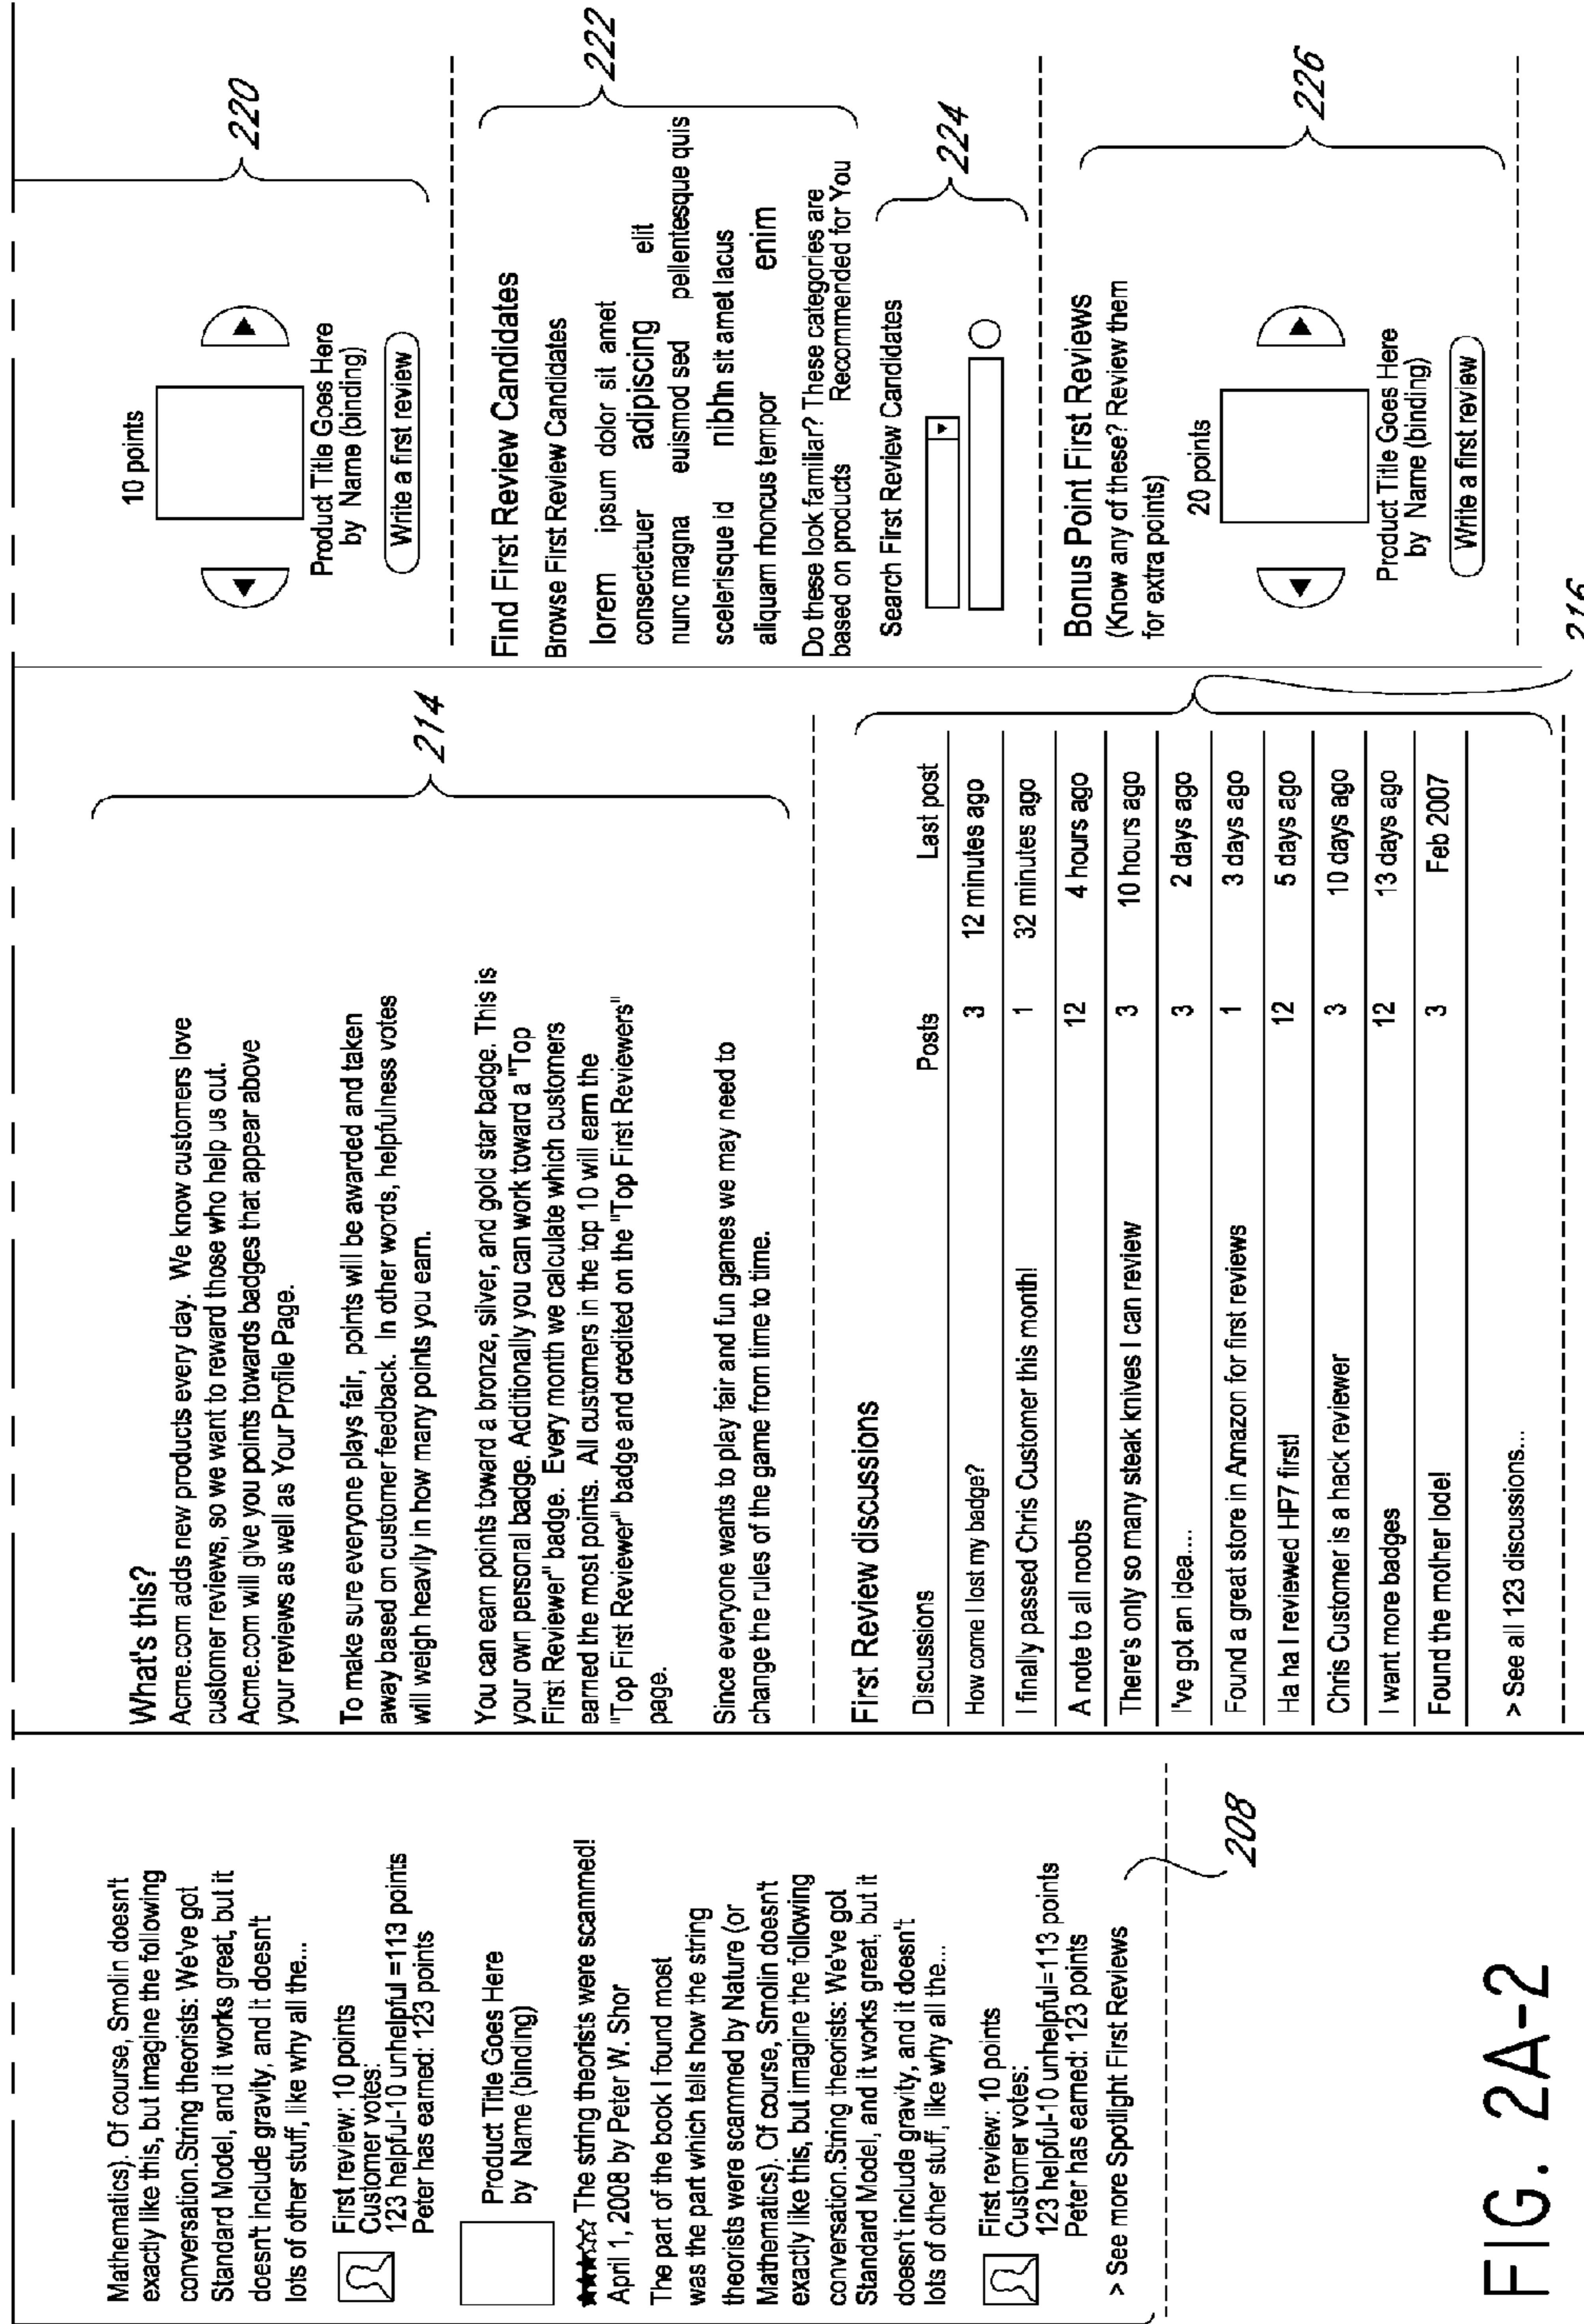 Mathematics). Of course, Smolin doesn't
exactly like this, but imagine the following
conversation.String theorists: We've got
Standard Model, and it works great, but it
doesn't include gravity, and it doesn't
lots of other stuff, like why all the...
First review: 10 points
Customer votes:
123 helpful-10 unhelpful =113 points
Peter has earned: 123 points
Product Title Goes Here
by Name (binding)
★★★☆☆ The string theorists were scammed!
April 1, 2008 by Peter W. Shor
The part of the book I found most
was the part which tells how the string
theorists were scammed by Nature (or
Mathematics). Of course, Smolin doesn't
exactly like this, but imagine the following
conversation.String theorists: We've got
Standard Model, and it works great, but it
doesn't include gravity, and it doesn't
lots of other stuff, like why all the...
First review: 10 points
Customer votes:
123 helpful-10 unhelpful=113 points
Peter has earned: 123 points
> See more Spotlight First Reviews
208
What's this?
Acme.com adds new products every day. We know customers love
customer reviews, so we want to reward those who help us out.
Acme.com will give you points towards badges that appear above
your reviews as well as Your Profile Page.
To make sure everyone plays fair, points will be awarded and taken
away based on customer feedback. In other words, helpfulness votes
will weigh heavily in how many points you earn.
You can earn points toward a bronze, silver, and gold star badge. This is
your own personal badge. Additionally you can work toward a "Top
First Reviewer" badge. Every month we calculate which customers
earned the most points. All customers in the top 10 will earn the
"Top First Reviewer" badge and credited on the "Top First Reviewers"
page.
Since everyone wants to play fair and fun games we may need to
change the rules of the game from time to time.
214
First Review discussions
Discussions Posts Last post
How come I lost my badge? 3 12 minutes ago
I finally passed Chris Customer this month! 1 32 minutes ago
A note to all noobs 12 4 hours ago
There's only so many steak knives I can review 3 10 hours ago
I've got an idea.... 3 2 days ago
Found a great store in Amazon for first reviews 1 3 days ago
Ha ha I reviewed HP7 first! 12 5 days ago
Chris Customer is a hack reviewer 3 10 days ago
I want more badges 12 13 days ago
Found the mother lode! 3 Feb 2007
> See all 123 discussions...
216
10 points
Product Title Goes Here
by Name (binding)
Write a first review
220
Find First Review Candidates
Browse First Review Candidates
lorem ipsum dolor sit amet
consectetuer adipiscing elit
nunc magna euismod sed pellentesque quis
scelerisque id nibhn sit amet lacus
aliquam rhoncus tempor enim
Do these look familiar? These categories are
based on products Recommended for You
222
Search First Review Candidates
224
Bonus Point First Reviews
(Know any of these? Review them
for extra points)
20 points
Product Title Goes Here
by Name (binding)
Write a first review
226
FIG. 2A-2